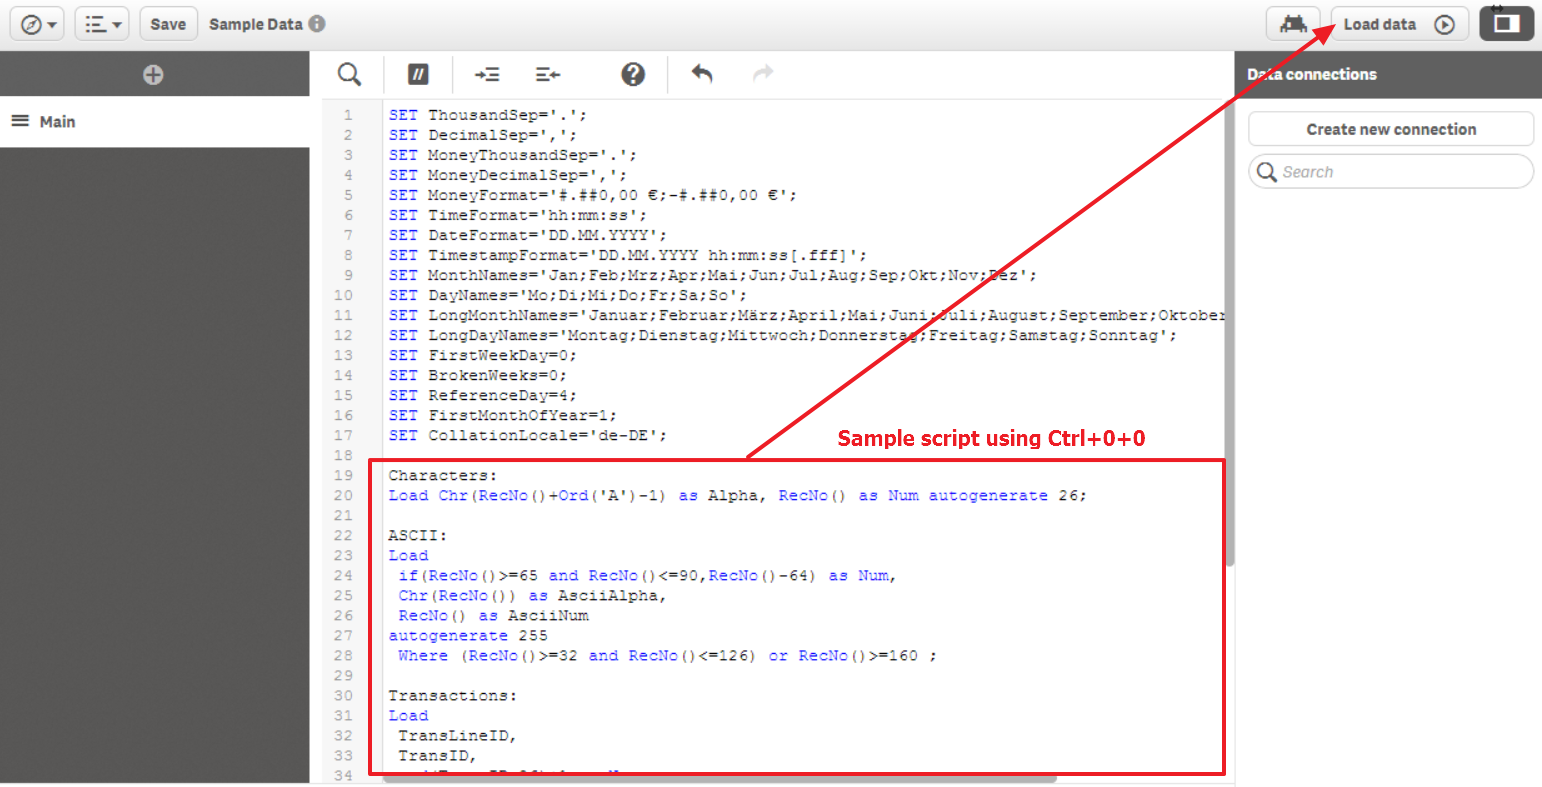 Save
Sample Data
Load data
Main
Data connections
Create new connection
Search
1 SET ThousandSep='.';
2 SET DecimalSep=',';
3 SET MoneyThousandSep='.';
4 SET MoneyDecimalSep=',';
5 SET MoneyFormat='#.##0,00 €;-#.##0,00 €';
6 SET TimeFormat='hh:mm:ss';
7 SET DateFormat='DD.MM.YYYY';
8 SET TimestampFormat='DD.MM.YYYY hh:mm:ss[.fff]';
9 SET MonthNames='Jan;Feb;Mrz;Apr;Mai;Jun;Jul;Aug;Sep;Okt;Nov;Dez';
10 SET DayNames='Mo;Di;Mi;Do;Fr;Sa;So';
11 SET LongMonthNames='Januar;Februar;März;April;Mai;Juni;Juli;August;September;Oktober
12 SET LongDayNames='Montag;Dienstag;Mittwoch;Donnerstag;Freitag;Samstag;Sonntag';
13 SET FirstWeekDay=0;
14 SET BrokenWeeks=0;
15 SET ReferenceDay=4;
16 SET FirstMonthOfYear=1;
17 SET CollationLocale='de-DE';
Sample script using Ctrl+0+0
18
19 Characters:
20 Load Chr(RecNo()+Ord('A')-1) as Alpha, RecNo() as Num autogenerate 26;
21
22 ASCII:
23 Load
24 if(RecNo()>=65 and RecNo()<=90,RecNo()-64) as Num,
25 Chr(RecNo()) as AsciiAlpha,
26 RecNo() as AsciiNum
27 autogenerate 255
28 Where (RecNo()>=32 and RecNo()<=126) or RecNo()>=160 ;
29
30 Transactions:
31 Load
32 TransLineID,
33 TransID,
34